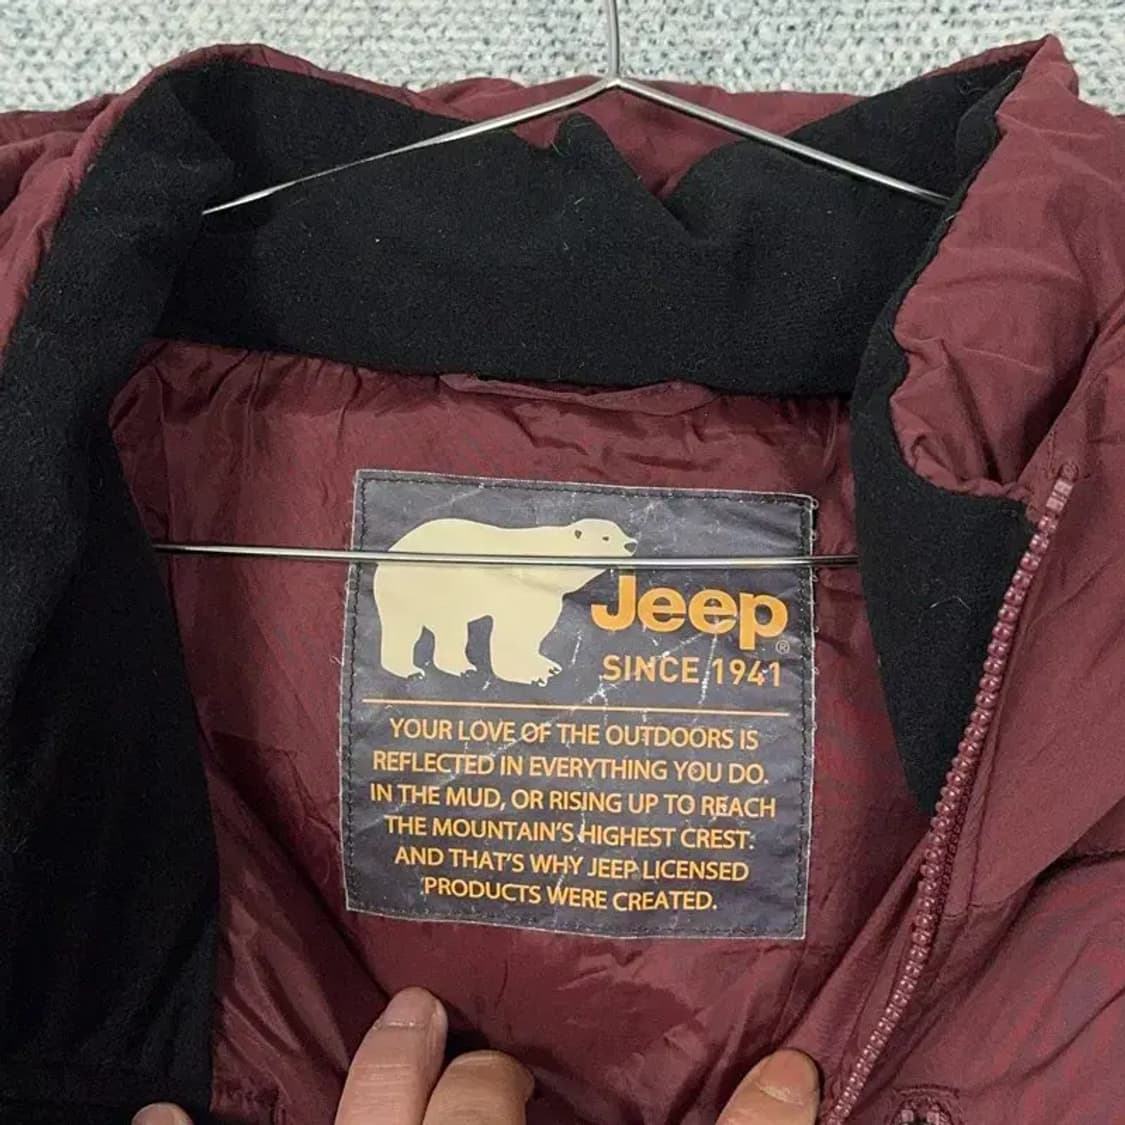 Jeep®
SINCE 1941
YOUR LOVE OF THE OUTDOORS IS
REFLECTED IN EVERYTHING YOU DO.
IN THE MUD, OR RISING UP TO REACH
THE MOUNTAIN'S HIGHEST CREST:
AND THAT'S WHY JEEP LICENSED
PRODUCTS WERE CREATED.